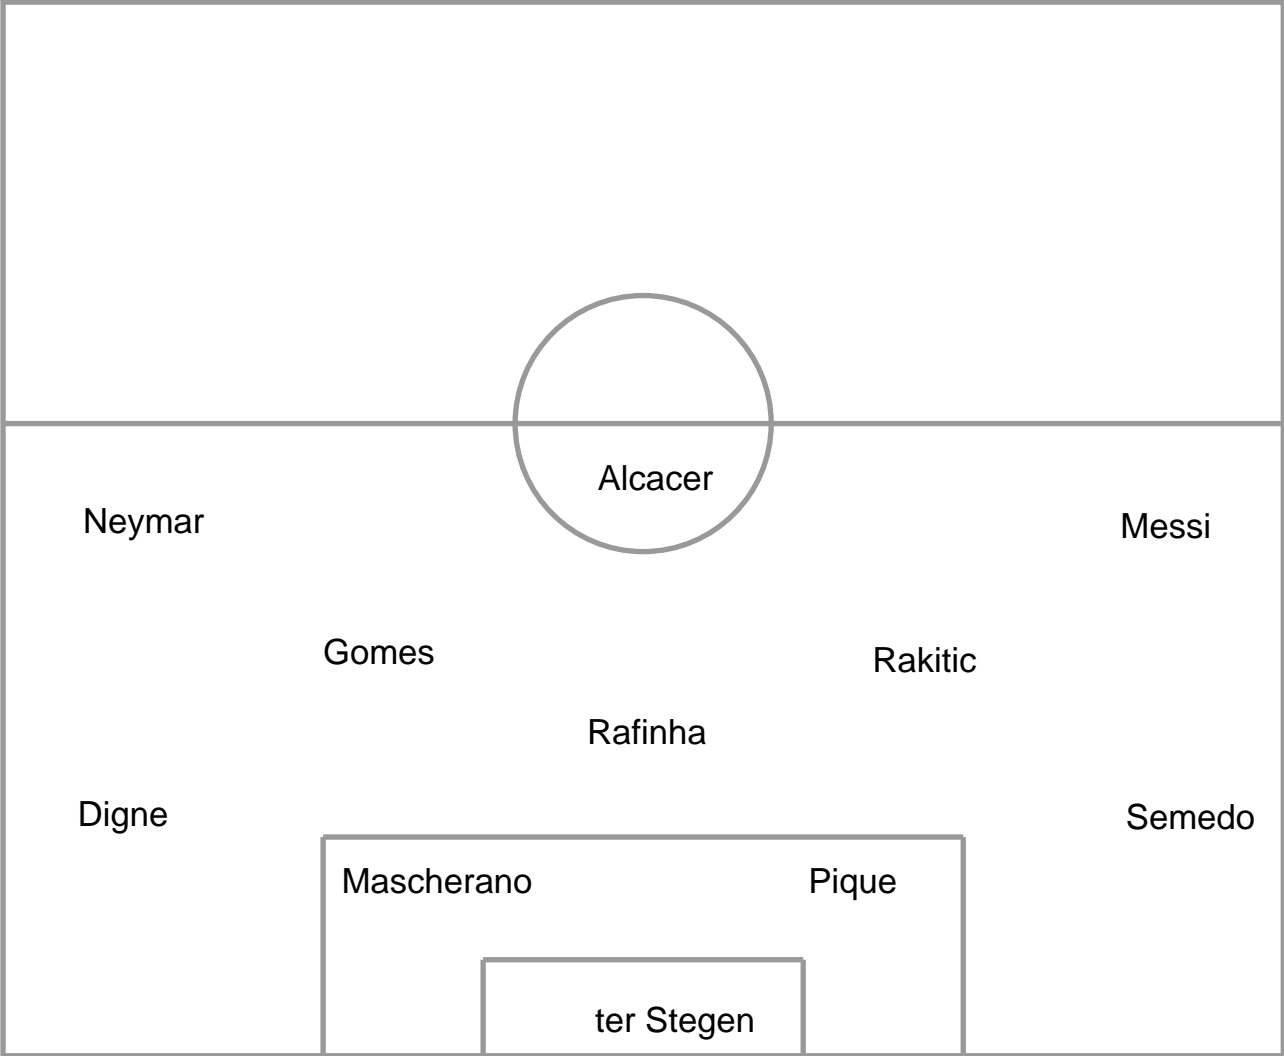 Alcacer
Neymar
Messi
Gomes
Rakitic
Rafinha
Digne
Semedo
Mascherano
Pique
ter Stegen